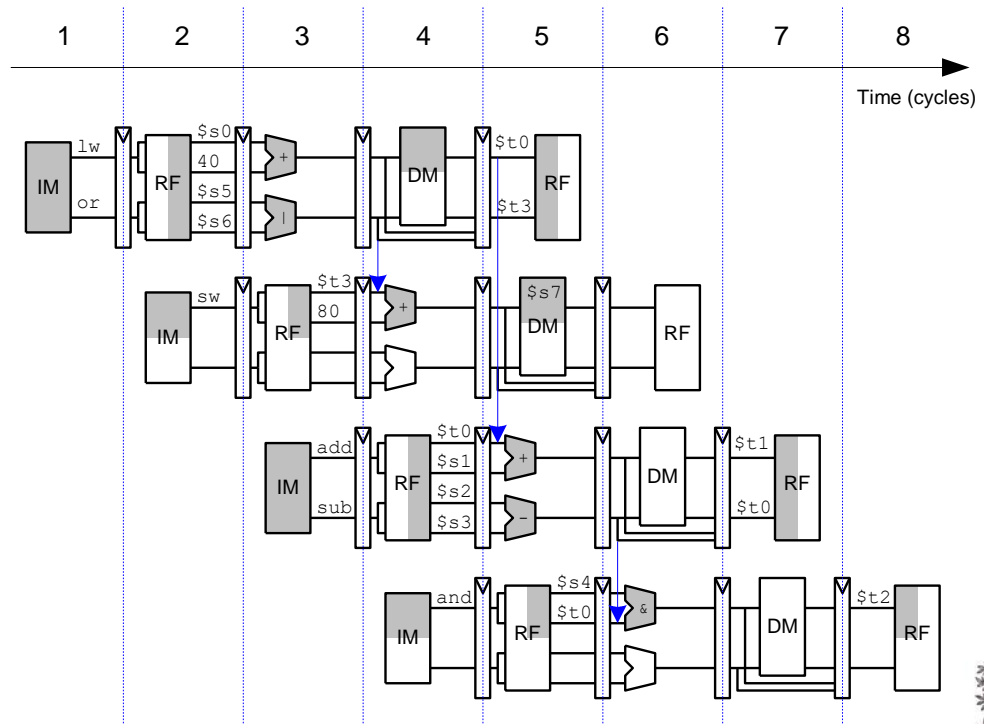 1 2 3 4 5 6 7 8
Time (cycles)
lw $s0 $t0
40
IM RF + DM RF
or $s5 $t3
$s6 |
sw $t3 $s7
80
IM RF + DM RF
add $t0 $t1
$s1
IM RF + DM RF
sub $s2 $t0
$s3 -
and $s4 $t2
$t0
IM RF & DM RF